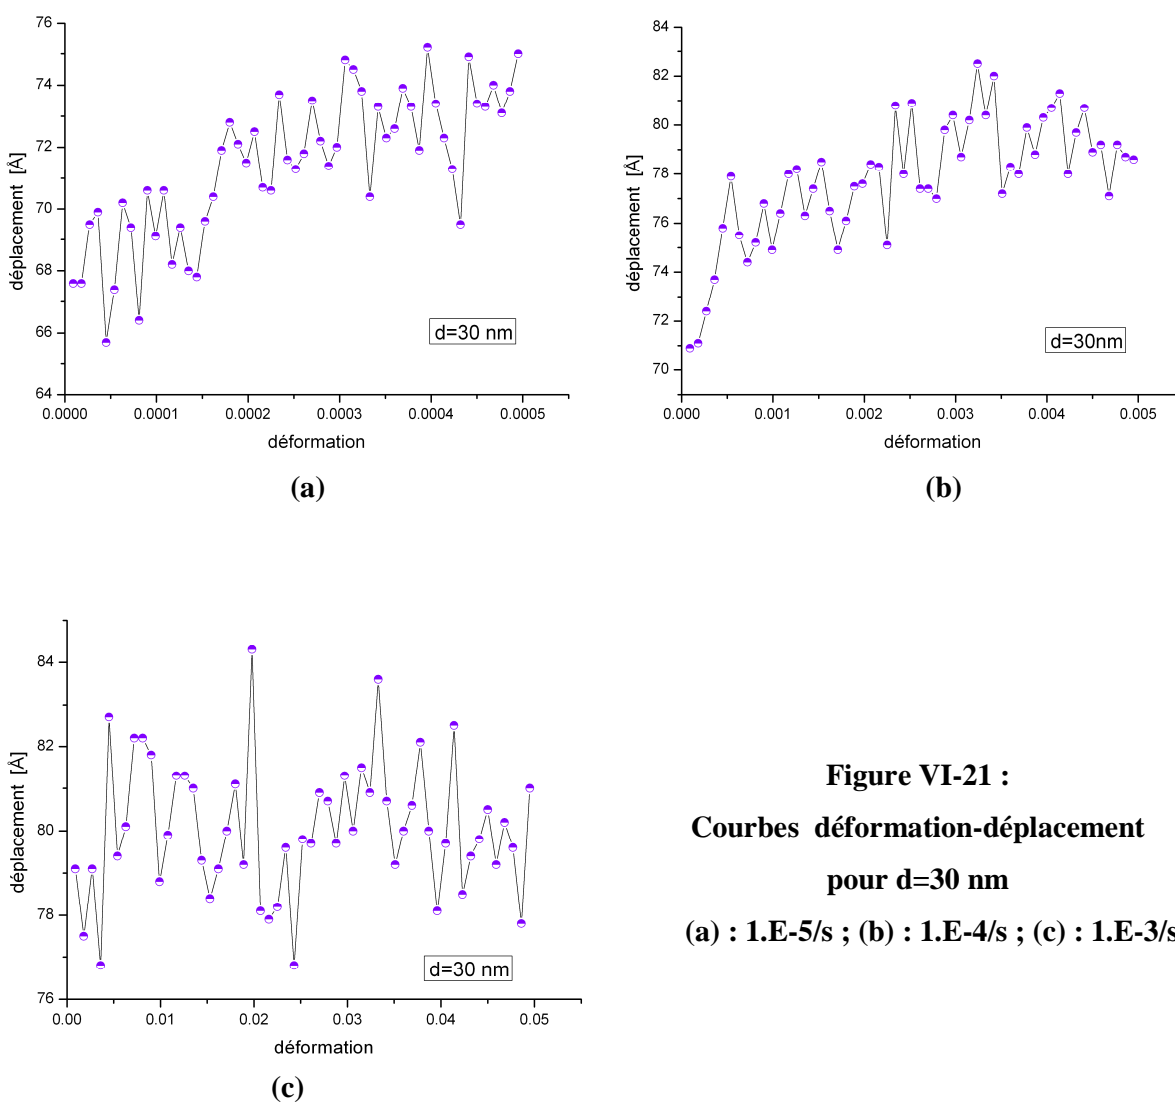 76
74
72
70
68
66
64
déplacement [Å]
d=30 nm
0.0000 0.0001 0.0002 0.0003 0.0004 0.0005
déformation
(a)
84
82
80
78
76
74
72
70
déplacement [Å]
d=30nm
0.000 0.001 0.002 0.003 0.004 0.005
déformation
(b)
84
82
80
78
76
déplacement [Å]
d=30 nm
0.00 0.01 0.02 0.03 0.04 0.05
déformation
(c)
Figure VI-21 :
Courbes déformation-déplacement
pour d=30 nm
(a) : 1.E-5/s ; (b) : 1.E-4/s ; (c) : 1.E-3/s